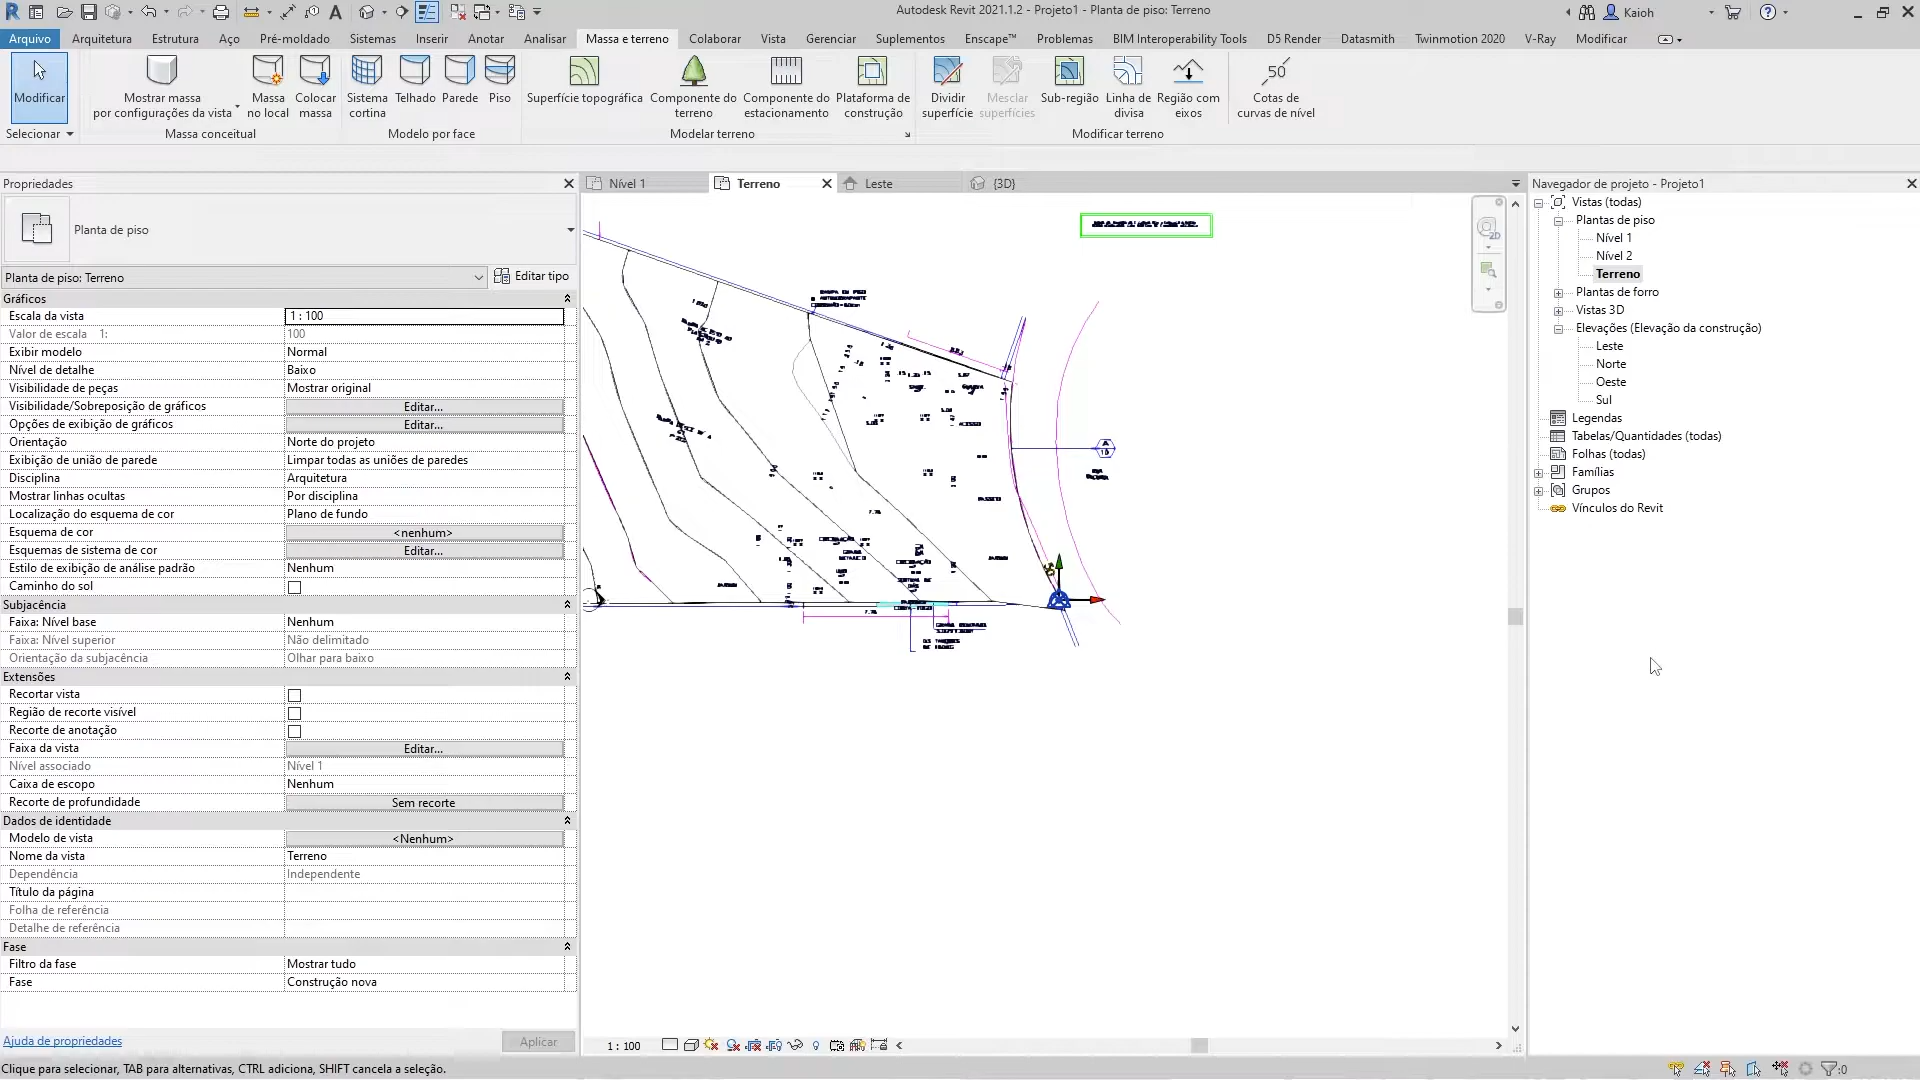 Autodesk Revit 2021.1.2 - Projeto1 - Planta de piso: Terreno
Kaioh
Arquivo Arquitetura Estrutura Aço Pré-moldado Sistemas Inserir Anotar Analisar Massa e terreno Colaborar Vista Gerenciar Suplementos Enscape™ Problemas BIM Interoperability Tools D5 Render Datasmith Twinmotion 2020 V-Ray Modificar
Modificar
Mostrar massa
por configurações da vista
Massa
no local
Colocar
massa
Sistema
cortina
Telhado
Parede
Piso
Superfície topográfica
Componente do
terreno
Componente do
estacionamento
Plataforma de
construção
Dividir
superfície
Mesclar
superfícies
Sub-região
Linha de
divisa
Região com
eixos
50
Cotas de
curvas de nível
Selecionar
Massa conceitual
Modelo por face
Modelar terreno
Modificar terreno
Propriedades
Planta de piso
Planta de piso: Terreno
Editar tipo
Gráficos
Escala da vista 1 : 100
Valor de escala 1: 100
Exibir modelo Normal
Nível de detalhe Baixo
Visibilidade de peças Mostrar original
Visibilidade/Sobreposição de gráficos Editar...
Opções de exibição de gráficos Editar...
Orientação Norte do projeto
Exibição de união de parede Limpar todas as uniões de paredes
Disciplina Arquitetura
Mostrar linhas ocultas Por disciplina
Localização do esquema de cor Plano de fundo
Esquema de cor <nenhum>
Esquemas de sistema de cor Editar...
Estilo de exibição de análise padrão Nenhum
Caminho do sol
Subjacência
Faixa: Nível base Nenhum
Faixa: Nível superior Não delimitado
Orientação da subjacência Olhar para baixo
Extensões
Recortar vista
Região de recorte visível
Recorte de anotação
Faixa da vista Editar...
Nível associado Nível 1
Caixa de escopo Nenhum
Recorte de profundidade Sem recorte
Dados de identidade
Modelo de vista <Nenhum>
Nome da vista Terreno
Dependência Independente
Título da página
Folha de referência
Detalhe de referência
Fase
Filtro da fase Mostrar tudo
Fase Construção nova
Ajuda de propriedades
Aplicar
Nível 1
Terreno
Leste
{3D}
2D
1 : 100
Navegador de projeto - Projeto1
Vistas (todas)
Plantas de piso
Nível 1
Nível 2
Terreno
Plantas de forro
Vistas 3D
Elevações (Elevação da construção)
Leste
Norte
Oeste
Sul
Legendas
Tabelas/Quantidades (todas)
Folhas (todas)
Famílias
Grupos
Vínculos do Revit
Clique para selecionar, TAB para alternativas, CTRL adiciona, SHIFT cancela a seleção.
:0